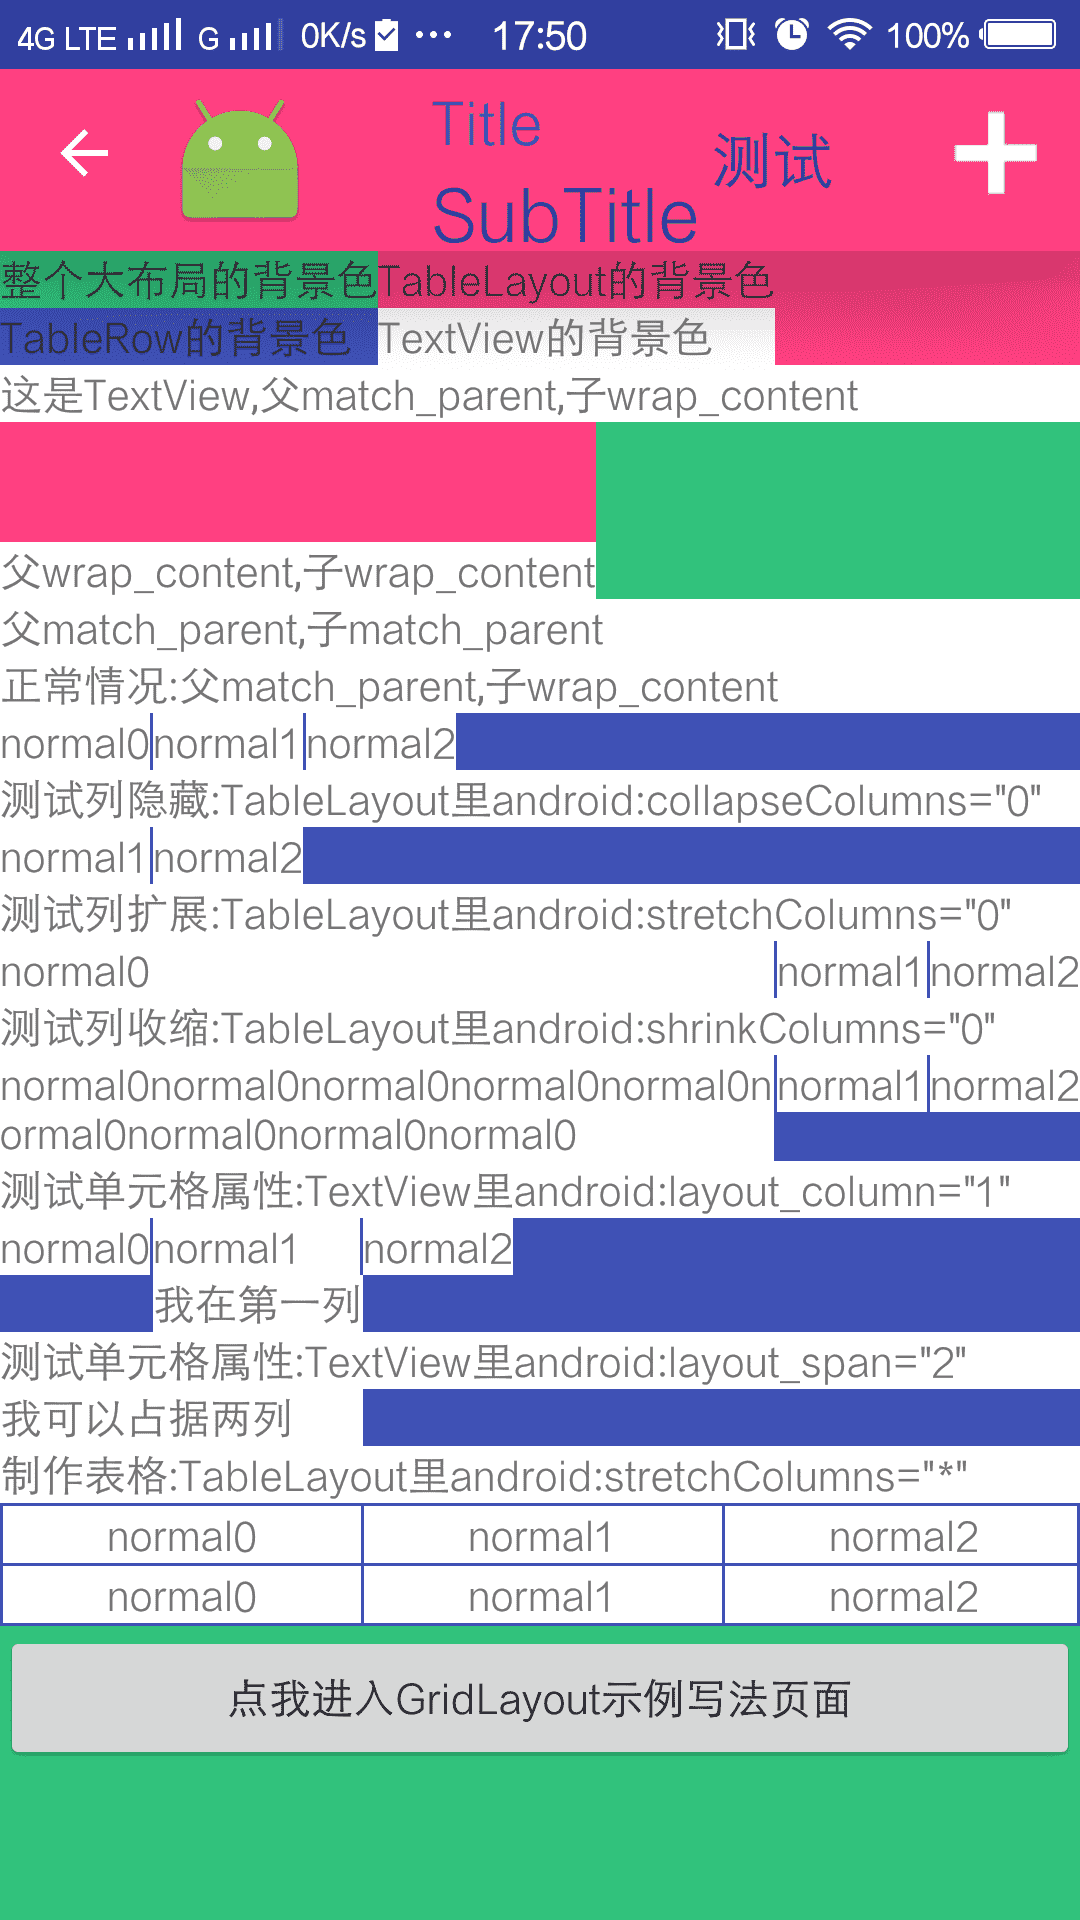 4G LTE G 0K/s ··· 17:50 100%
Title
SubTitle
测试
整个大布局的背景色TableLayout的背景色
TableRow的背景色 TextView的背景色
这是TextView,父match_parent,子wrap_content
父wrap_content,子wrap_content
父match_parent,子match_parent
正常情况:父match_parent,子wrap_content
normal0 normal1 normal2
测试列隐藏:TableLayout里android:collapseColumns="0"
normal1 normal2
测试列扩展:TableLayout里android:stretchColumns="0"
normal0 normal1 normal2
测试列收缩:TableLayout里android:shrinkColumns="0"
normal0normal0normal0normal0normal0n normal1 normal2
ormal0normal0normal0normal0
测试单元格属性:TextView里android:layout_column="1"
normal0 normal1 normal2
我在第一列
测试单元格属性:TextView里android:layout_span="2"
我可以占据两列
制作表格:TableLayout里android:stretchColumns="*"
normal0 normal1 normal2
normal0 normal1 normal2
点我进入GridLayout示例写法页面